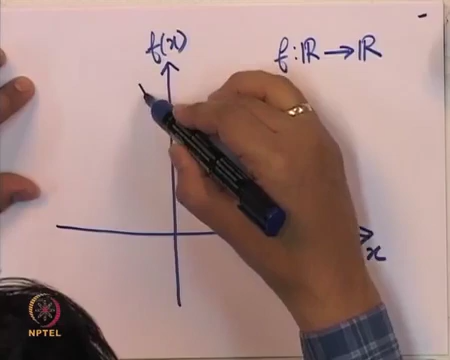 f(x)
f : ℝ → ℝ
x
NPTEL